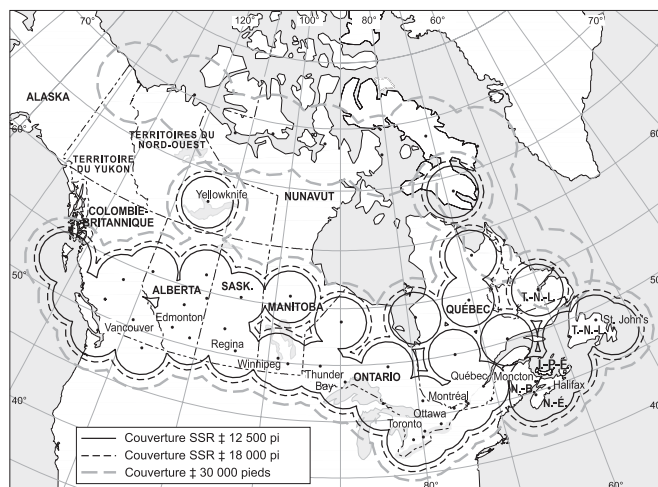 120°
110°
100°
80°
60°
70°
ALASKA
60°
TERRITOIRES DU
NORD-OUEST
TERRITOIRE
DU YUKON
60°
Yellowknife
NUNAVUT
COLOMBIE-
BRITANNIQUE
50°
ALBERTA
SASK.
MANITOBA
QUÉBEC
T.-N.-L.
50°
Vancouver
Edmonton
Regina
Winnipeg
Thunder
Bay
ONTARIO
Québec
Montréal
Ottawa
Toronto
Moncton
Î.-P.-É.
N.-B.
N.-É.
Halifax
T.-N.-L.
St. John's
40°
40°
80°
70°
Couverture SSR ‡ 12 500 pi
Couverture SSR ‡ 18 000 pi
Couverture ‡ 30 000 pieds